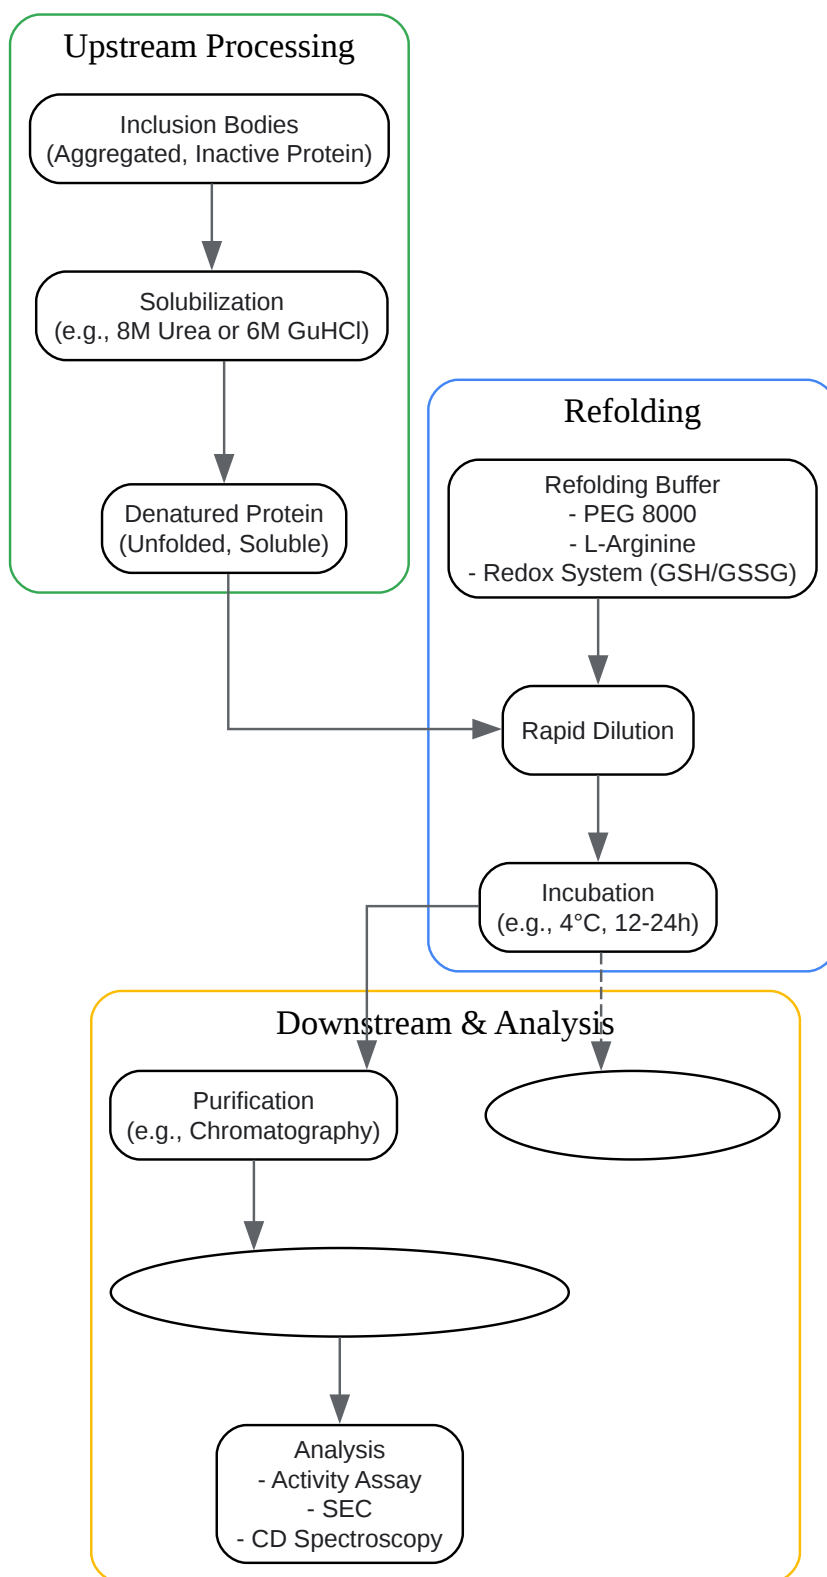 Upstream Processing
Inclusion Bodies
(Aggregated, Inactive Protein)
Solubilization
(e.g., 8M Urea or 6M GuHCl)
Denatured Protein
(Unfolded, Soluble)
Refolding
Refolding Buffer
- PEG 8000
- L-Arginine
- Redox System (GSH/GSSG)
Rapid Dilution
Incubation
(e.g., 4°C, 12-24h)
Downstream & Analysis
Purification
(e.g., Chromatography)
Analysis
- Activity Assay
- SEC
- CD Spectroscopy